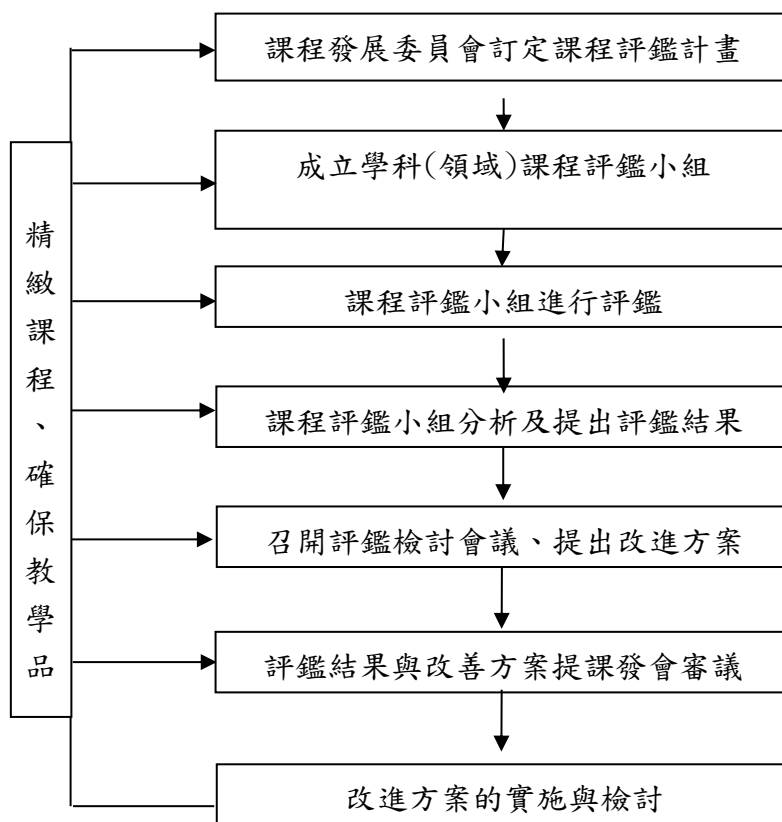 課程發展委員會訂定課程評鑑計畫
成立學科(領域)課程評鑑小組
課程評鑑小組進行評鑑
課程評鑑小組分析及提出評鑑結果
召開評鑑檢討會議、提出改進方案
評鑑結果與改善方案提課發會審議
改進方案的實施與檢討
精緻課程、確保教學品